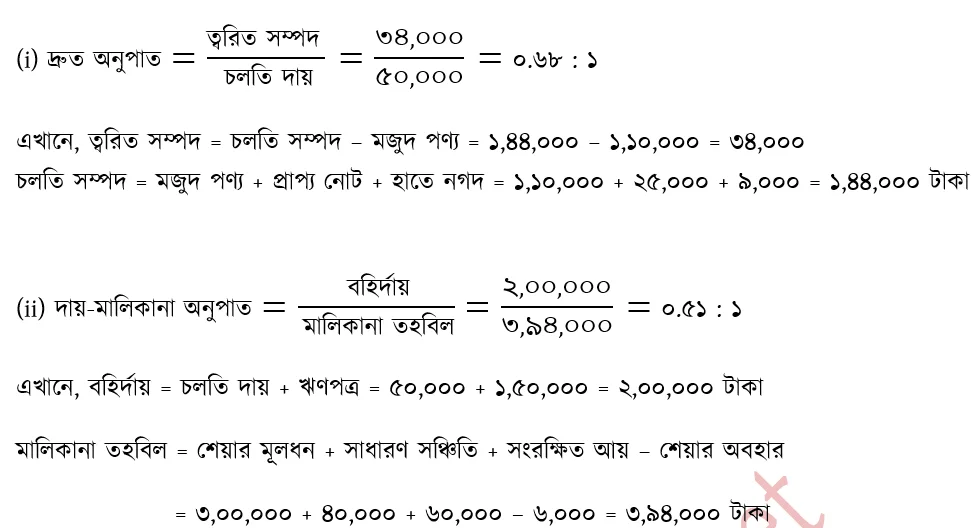 (i) দ্রুত অনুপাত = ত্বরিত সম্পদ / চলতি দায় = ৩৪,০০০ / ৫০,০০০ = ০.৬৮ : ১
এখানে, ত্বরিত সম্পদ = চলতি সম্পদ – মজুদ পণ্য = ১,৪৪,০০০ – ১,১০,০০০ = ৩৪,০০০
চলতি সম্পদ = মজুদ পণ্য + প্রাপ্য নোট + হাতে নগদ = ১,১০,০০০ + ২৫,০০০ + ৯,০০০ = ১,৪৪,০০০ টাকা
(ii) দায়-মালিকানা অনুপাত = বহির্দায় / মালিকানা তহবিল = ২,০০,০০০ / ৩,৯৪,০০০ = ০.৫১ : ১
এখানে, বহির্দায় = চলতি দায় + ঋণপত্র = ৫০,০০০ + ১,৫০,০০০ = ২,০০,০০০ টাকা
মালিকানা তহবিল = শেয়ার মূলধন + সাধারণ সঞ্চিতি + সংরক্ষিত আয় – শেয়ার অবহার
= ৩,০০,০০০ + ৪০,০০০ + ৬০,০০০ – ৬,০০০ = ৩,৯৪,০০০ টাকা